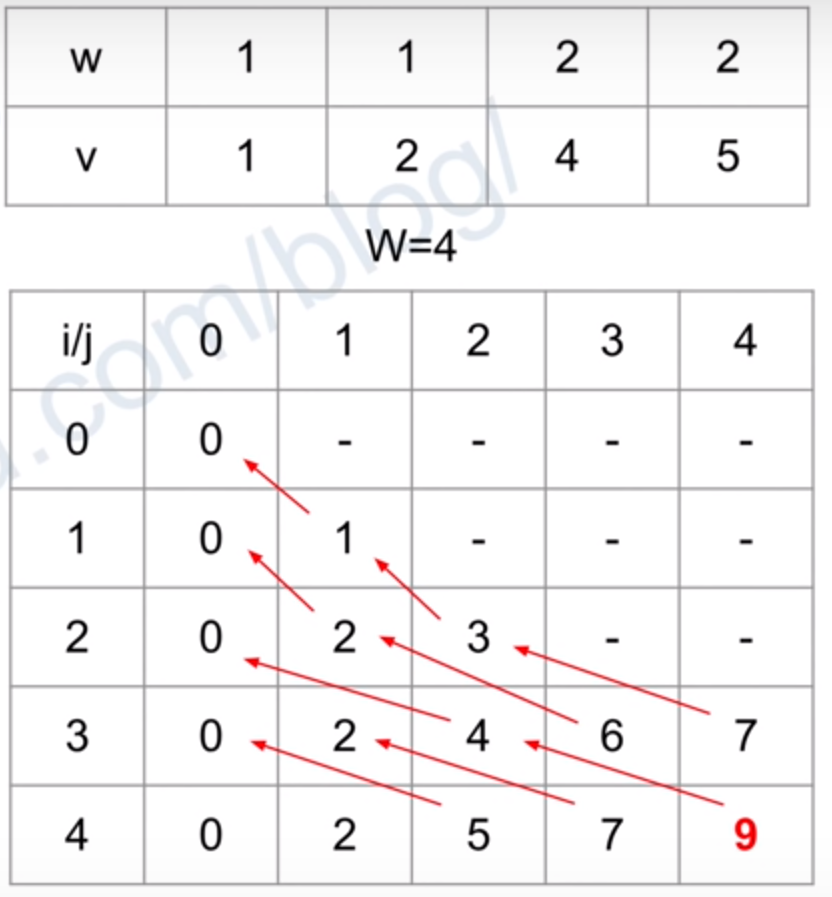 w 1 1 2 2
v 1 2 4 5
W=4
i/j 0 1 2 3 4
0 0 - - - -
1 0 1 - - -
2 0 2 3 - -
3 0 2 4 6 7
4 0 2 5 7 9
.com/blog/